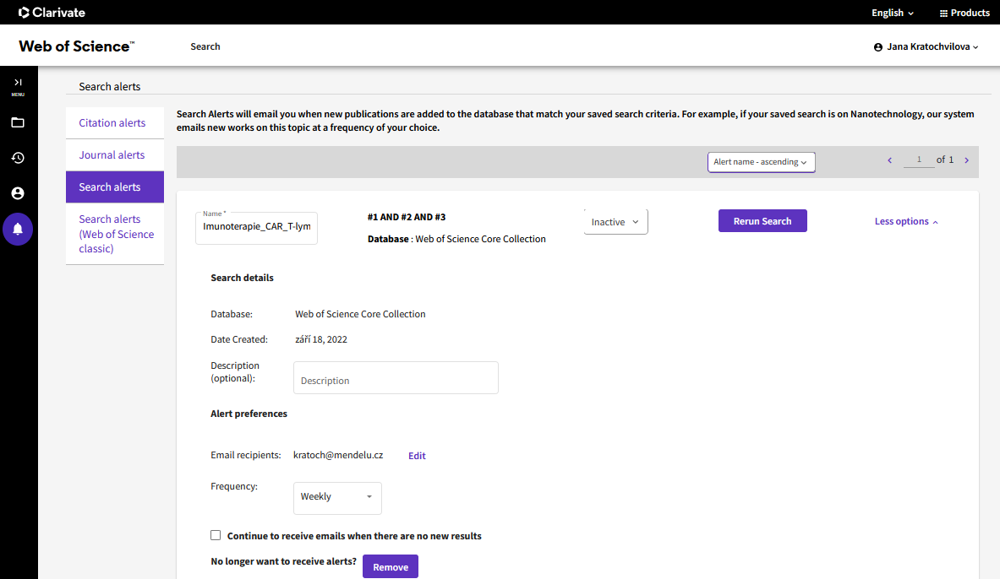 Clarivate
English
Products
Web of Science™
Search
Jana Kratochvilova
MENU
Search alerts
Citation alerts
Journal alerts
Search alerts
Search alerts
(Web of Science
classic)
Search Alerts will email you when new publications are added to the database that match your saved search criteria. For example, if your saved search is on Nanotechnology, our system
emails new works on this topic at a frequency of your choice.
Alert name - ascending
1 of 1
Name *
Imunoterapie_CAR_T-lym
#1 AND #2 AND #3
Database : Web of Science Core Collection
Inactive
Rerun Search
Less options
Search details
Database: Web of Science Core Collection
Date Created: září 18, 2022
Description
(optional):
Description
Alert preferences
Email recipients: kratoch@mendelu.cz Edit
Frequency:
Weekly
Continue to receive emails when there are no new results
No longer want to receive alerts? Remove